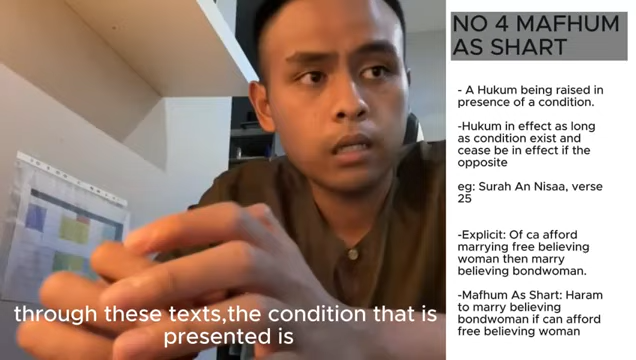 NO 4 MAFHUM
AS SHART
- A Hukum being raised in
presence of a condition.
-Hukum in effect as long
as condition exist and
cease be in effect if the
opposite
eg: Surah An Nisaa, verse
25
-Explicit: Of ca afford
marrying free believing
woman then marry
believing bondwoman.
-Mafhum As Shart: Haram
to marry believing
bondwoman if can afford
free believing woman
through these texts,the condition that is
presented is